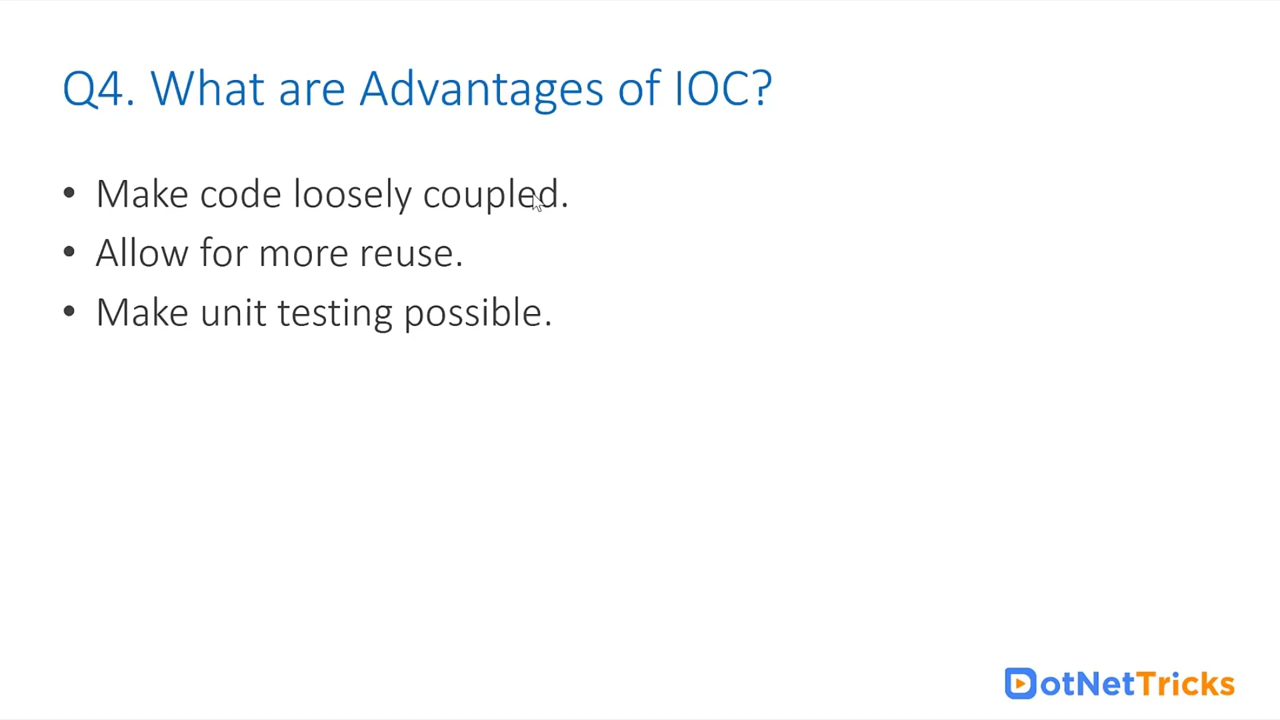 Q4. What are Advantages of IOC?
• Make code loosely coupled.
• Allow for more reuse.
• Make unit testing possible.
DotNetTricks